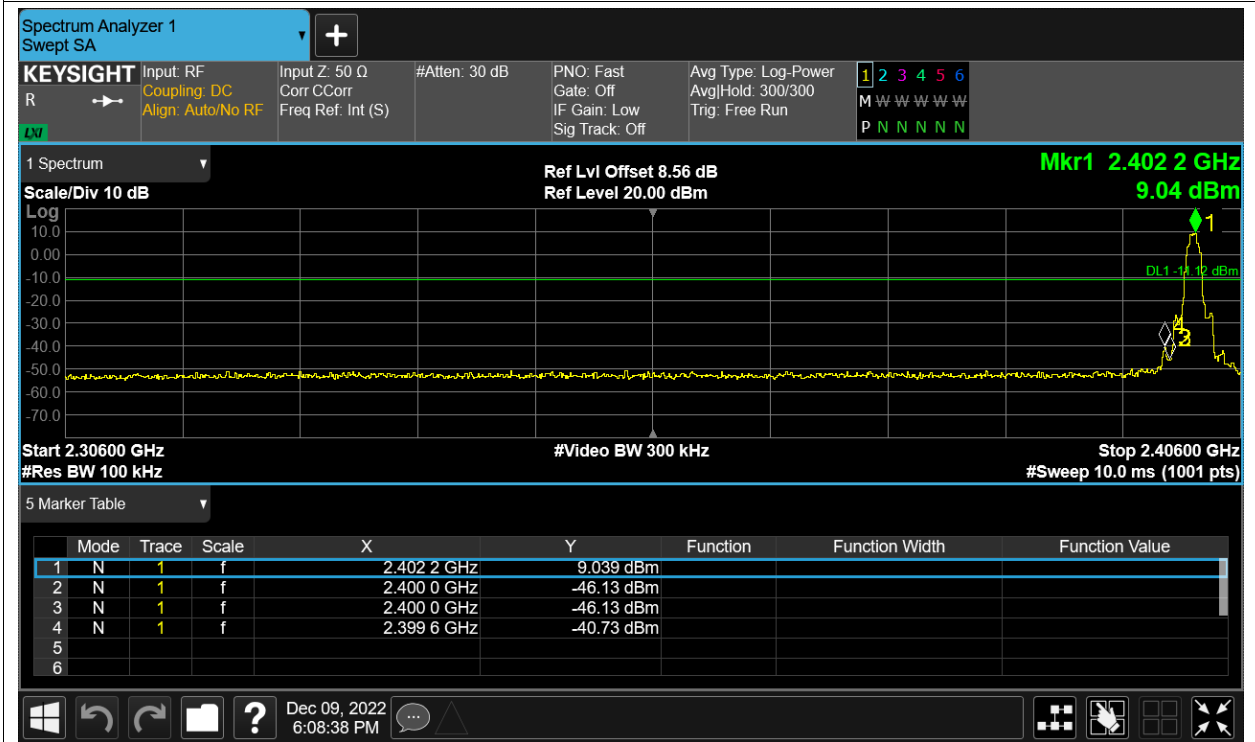 Spectrum Analyzer 1
Swept SA
+
KEYSIGHT
R
LXI
Input: RF
Coupling: DC
Align: Auto/No RF
Input Z: 50 Ω
Corr CCorr
Freq Ref: Int (S)
#Atten: 30 dB
PNO: Fast
Gate: Off
IF Gain: Low
Sig Track: Off
Avg Type: Log-Power
Avg|Hold: 300/300
Trig: Free Run
1 2 3 4 5 6
M W W W W W
P N N N N N
1 Spectrum
Scale/Div 10 dB
Ref Lvl Offset 8.56 dB
Ref Level 20.00 dBm
Mkr1 2.402 2 GHz
9.04 dBm
Log
10.0
0.00
-10.0
-20.0
-30.0
-40.0
-50.0
-60.0
-70.0
1
DL1 -11.12 dBm
4
3
Start 2.30600 GHz
#Video BW 300 kHz
Stop 2.40600 GHz
#Res BW 100 kHz
#Sweep 10.0 ms (1001 pts)
5 Marker Table
Mode Trace Scale X Y Function Function Width Function Value
1 N 1 f 2.402 2 GHz 9.039 dBm
2 N 1 f 2.400 0 GHz -46.13 dBm
3 N 1 f 2.400 0 GHz -46.13 dBm
4 N 1 f 2.399 6 GHz -40.73 dBm
5
6
?
Dec 09, 2022
6:08:38 PM